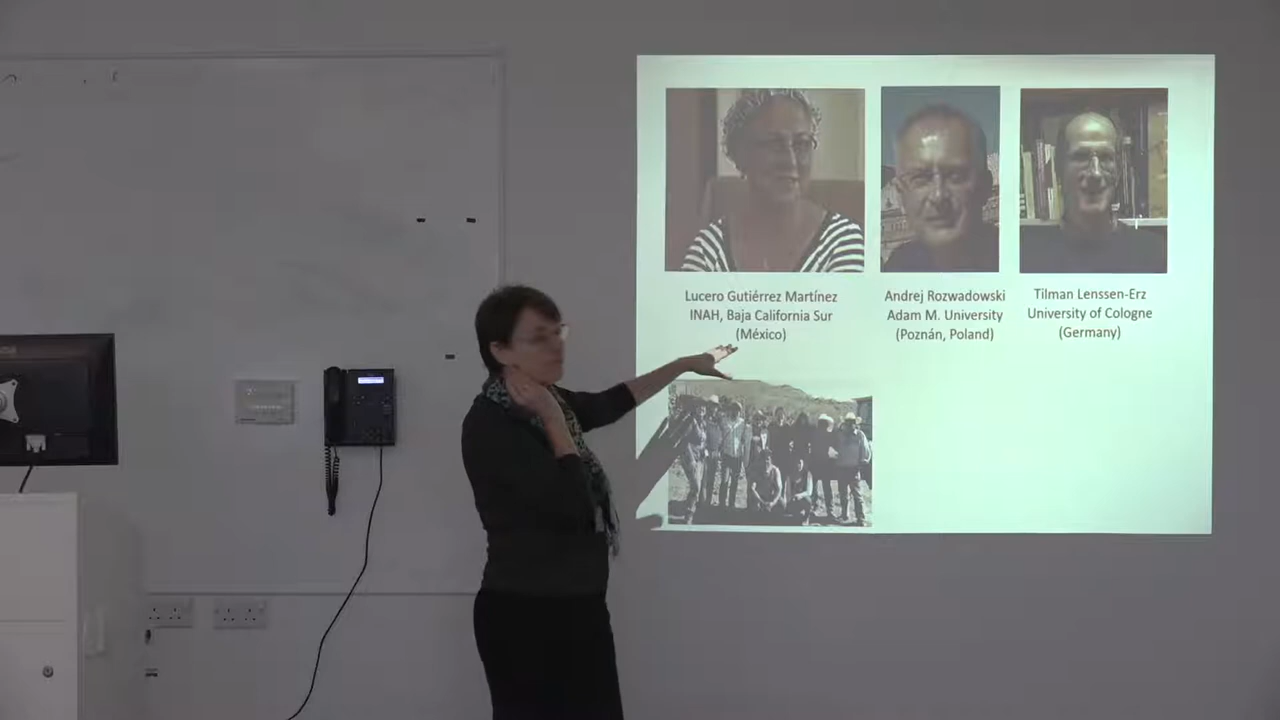 Lucero Gutiérrez Martínez
INAH, Baja California Sur
(México)
Andrej Rozwadowski
Adam M. University
(Poznán, Poland)
Tilman Lenssen-Erz
University of Cologne
(Germany)